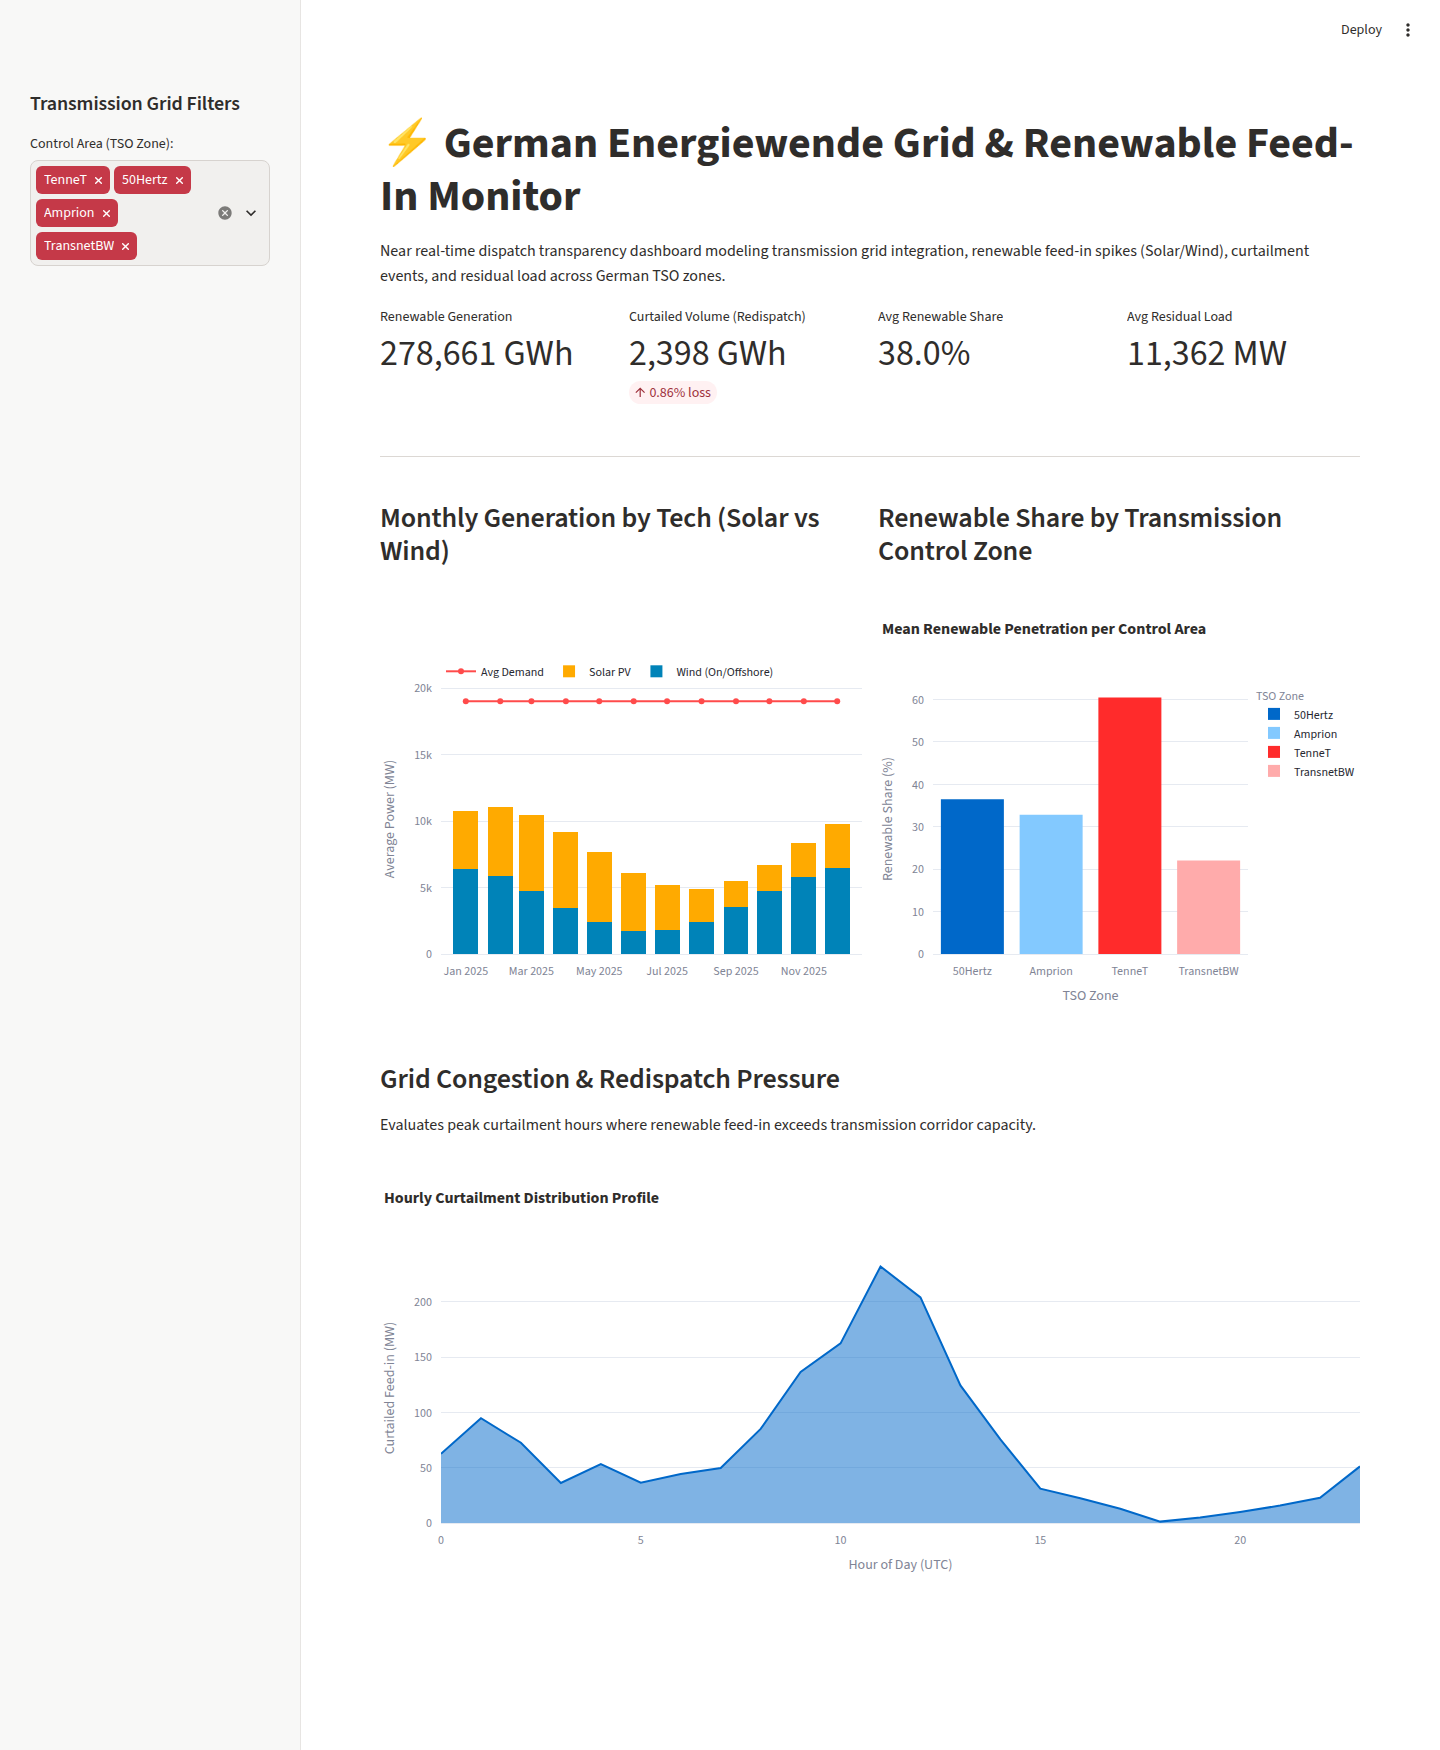 Deploy
Transmission Grid Filters
Control Area (TSO Zone):
TenneT
50Hertz
Amprion
TransnetBW
⚡ German Energiewende Grid & Renewable Feed-
In Monitor
Near real-time dispatch transparency dashboard modeling transmission grid integration, renewable feed-in spikes (Solar/Wind), curtailment
events, and residual load across German TSO zones.
Renewable Generation
278,661 GWh
Curtailed Volume (Redispatch)
2,398 GWh
↑ 0.86% loss
Avg Renewable Share
38.0%
Avg Residual Load
11,362 MW
Monthly Generation by Tech (Solar vs
Wind)
Avg Demand
Solar PV
Wind (On/Offshore)
Average Power (MW)
20k
15k
10k
5k
0
Jan 2025
Mar 2025
May 2025
Jul 2025
Sep 2025
Nov 2025
Renewable Share by Transmission
Control Zone
Mean Renewable Penetration per Control Area
Renewable Share (%)
60
50
40
30
20
10
0
50Hertz
Amprion
TenneT
TransnetBW
TSO Zone
TSO Zone
50Hertz
Amprion
TenneT
TransnetBW
Grid Congestion & Redispatch Pressure
Evaluates peak curtailment hours where renewable feed-in exceeds transmission corridor capacity.
Hourly Curtailment Distribution Profile
Curtailed Feed-in (MW)
200
150
100
50
0
0
5
10
15
20
Hour of Day (UTC)